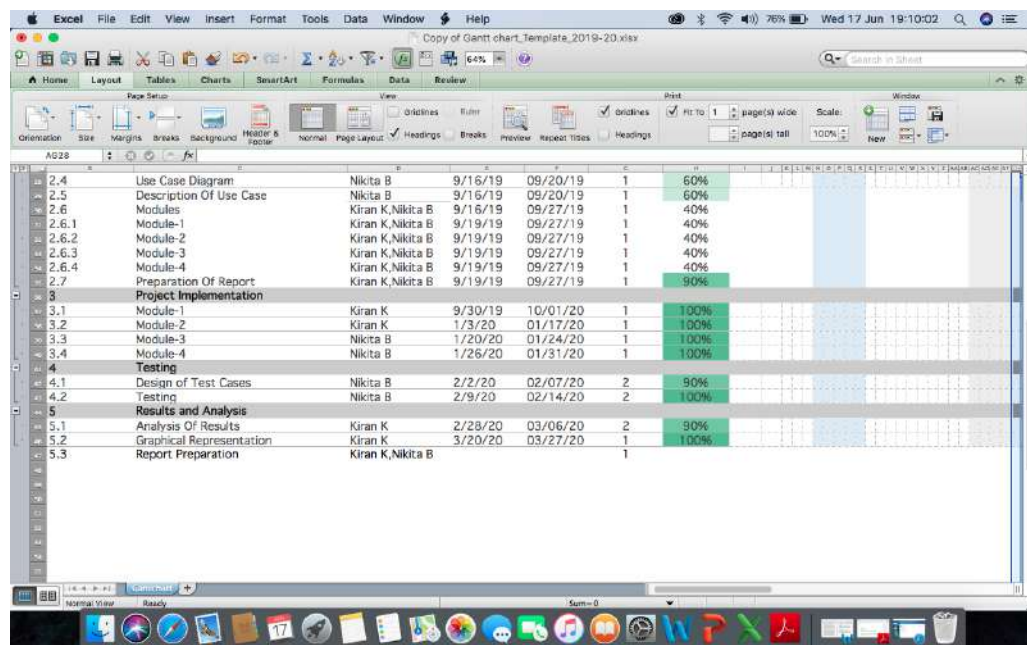 Excel File Edit View Insert Format Tools Data Window Help 76% Wed 17 Jun 19:10:02
Copy of Gantt chart_Template_2019-20.xlsx
64% Search in Sheet
Home Layout Tables Charts SmartArt Formulas Data Review
Page Setup View Print Window
Gridlines Ruler Gridlines Fit To 1 page(s) wide Scale:
Orientation Size Margins Breaks Background Header & Footer Normal Page Layout Headings Breaks Preview Repeat Titles Headings page(s) tall 100% New
AG28 fx
2.4 Use Case Diagram Nikita B 9/16/19 09/20/19 1 60%
2.5 Description Of Use Case Nikita B 9/16/19 09/20/19 1 60%
2.6 Modules Kiran K,Nikita B 9/16/19 09/27/19 1 40%
2.6.1 Module-1 Kiran K,Nikita B 9/19/19 09/27/19 1 40%
2.6.2 Module-2 Kiran K,Nikita B 9/19/19 09/27/19 1 40%
2.6.3 Module-3 Kiran K,Nikita B 9/19/19 09/27/19 1 40%
2.6.4 Module-4 Kiran K,Nikita B 9/19/19 09/27/19 1 40%
2.7 Preparation Of Report Kiran K,Nikita B 9/19/19 09/27/19 1 90%
3 Project Implementation
3.1 Module-1 Kiran K 9/30/19 10/01/20 1 100%
3.2 Module-2 Kiran K 1/3/20 01/17/20 1 100%
3.3 Module-3 Nikita B 1/20/20 01/24/20 1 100%
3.4 Module-4 Nikita B 1/26/20 01/31/20 1 100%
4 Testing
4.1 Design of Test Cases Nikita B 2/2/20 02/07/20 2 90%
4.2 Testing Nikita B 2/9/20 02/14/20 2 100%
5 Results and Analysis
5.1 Analysis Of Results Kiran K 2/28/20 03/06/20 2 90%
5.2 Graphical Representation Kiran K 3/20/20 03/27/20 1 100%
5.3 Report Preparation Kiran K,Nikita B 1
Normal View Ready Sum=0
17